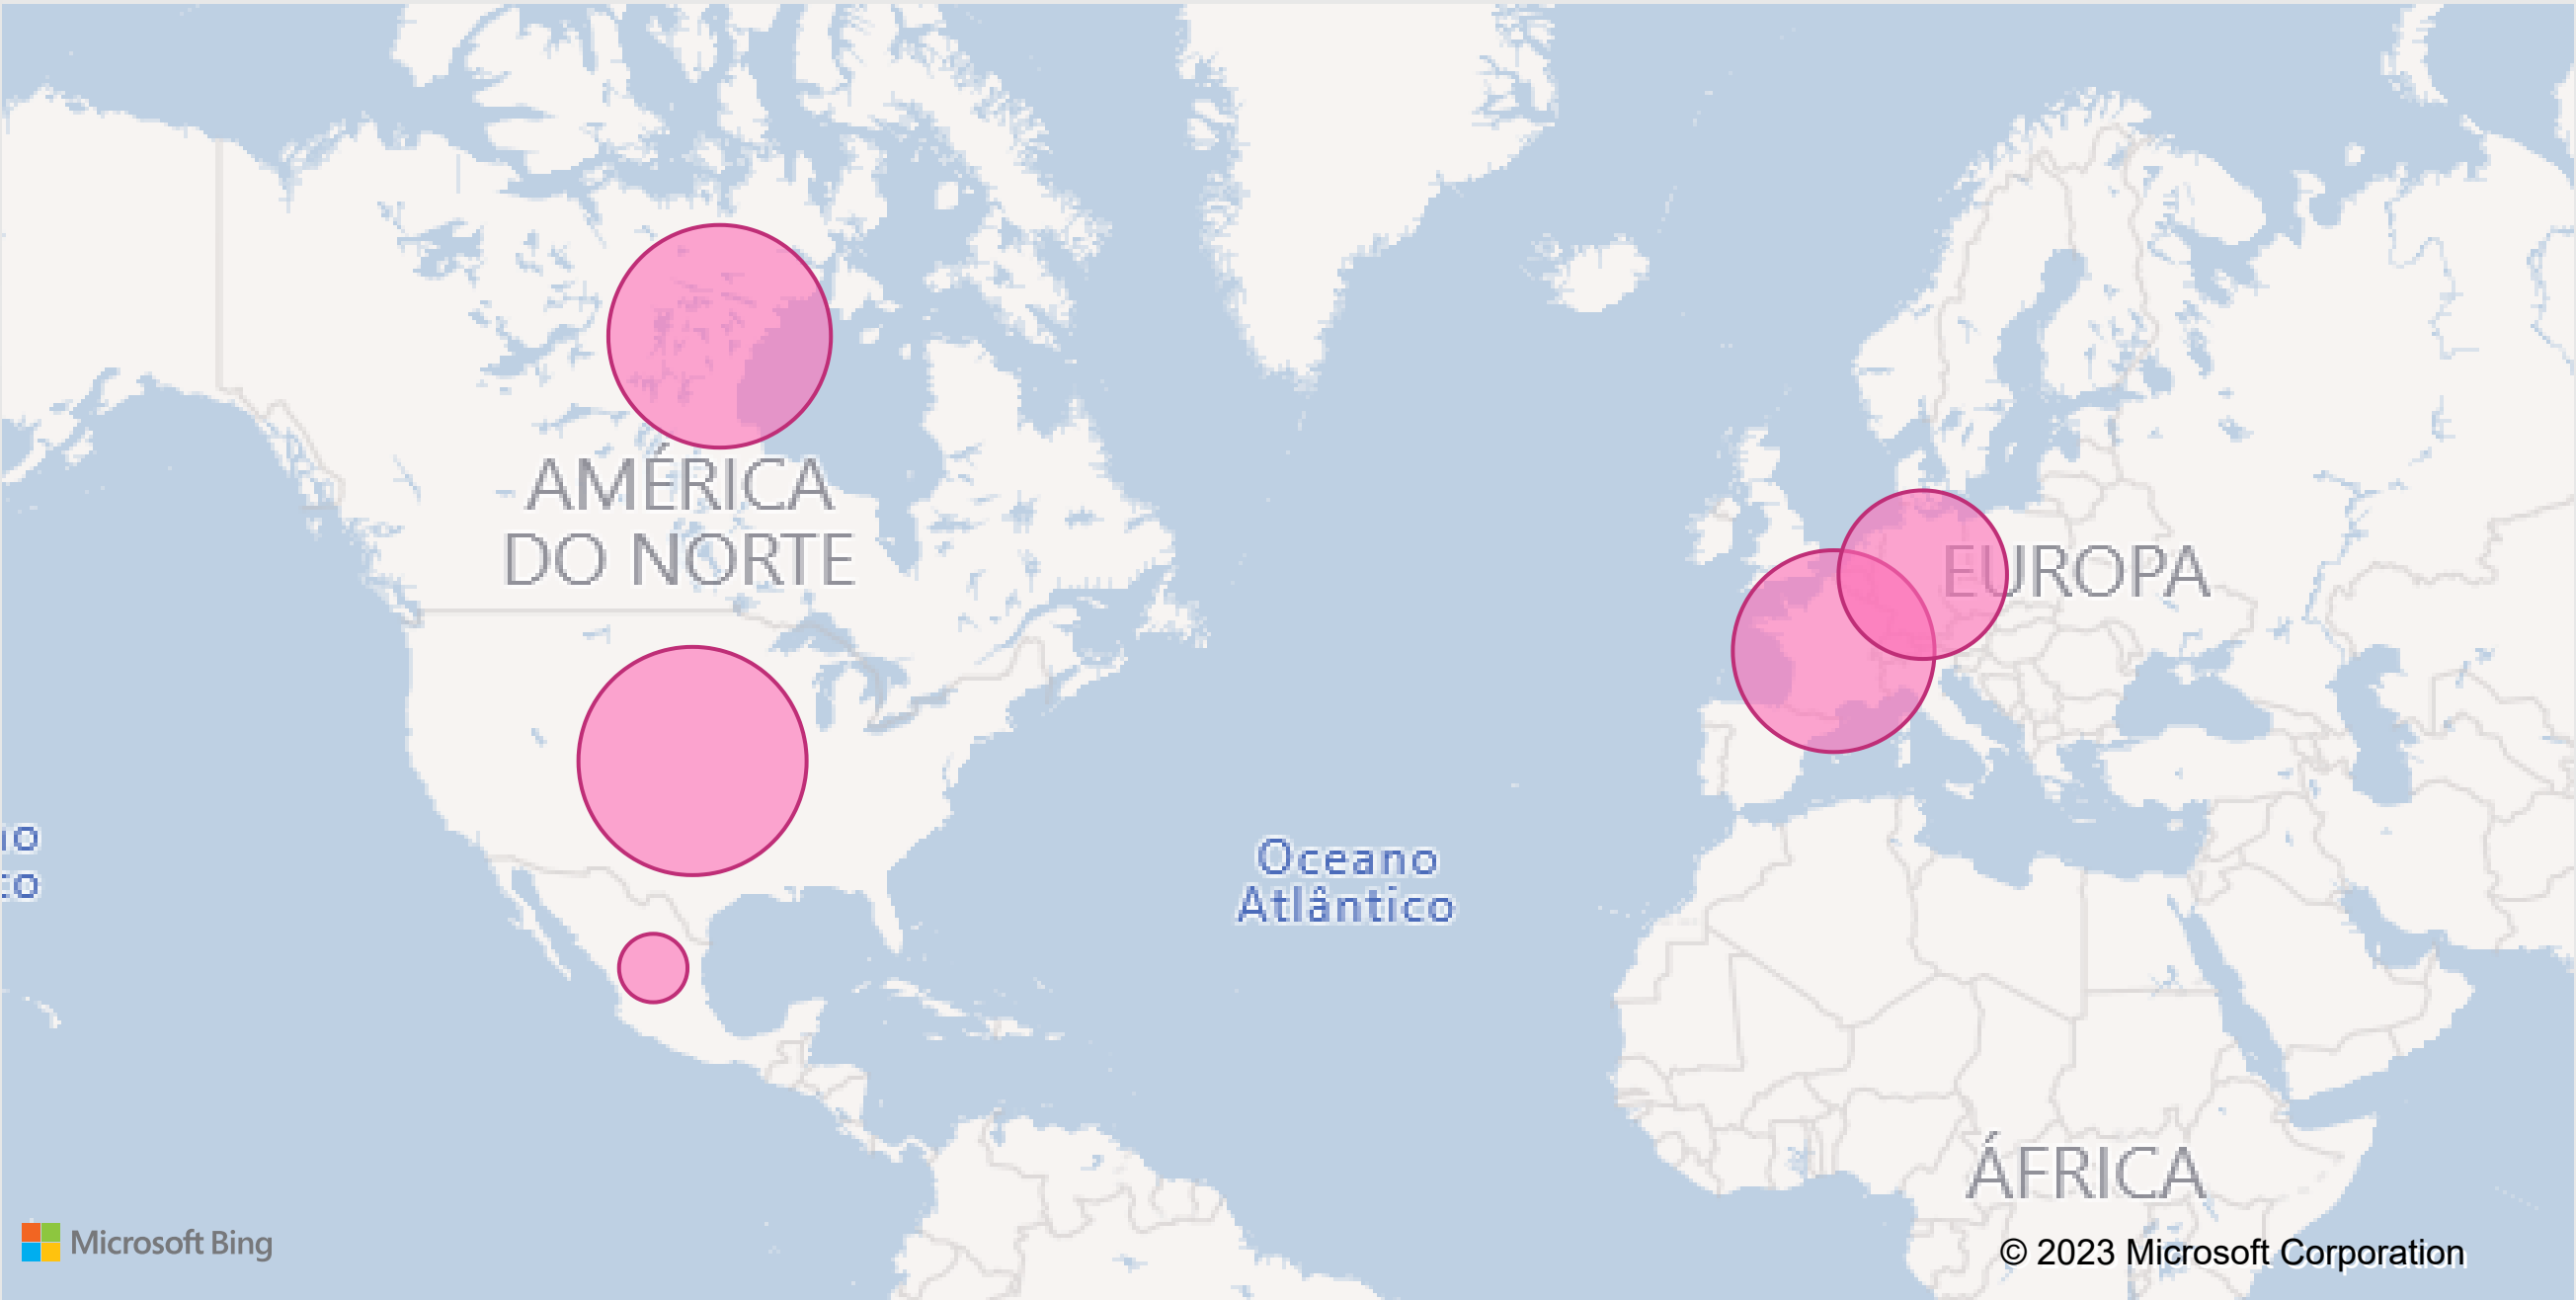 AMÉRICA
DO NORTE
EUROPA
Oceano
Atlântico
ÁFRICA
Microsoft Bing
© 2023 Microsoft Corporation